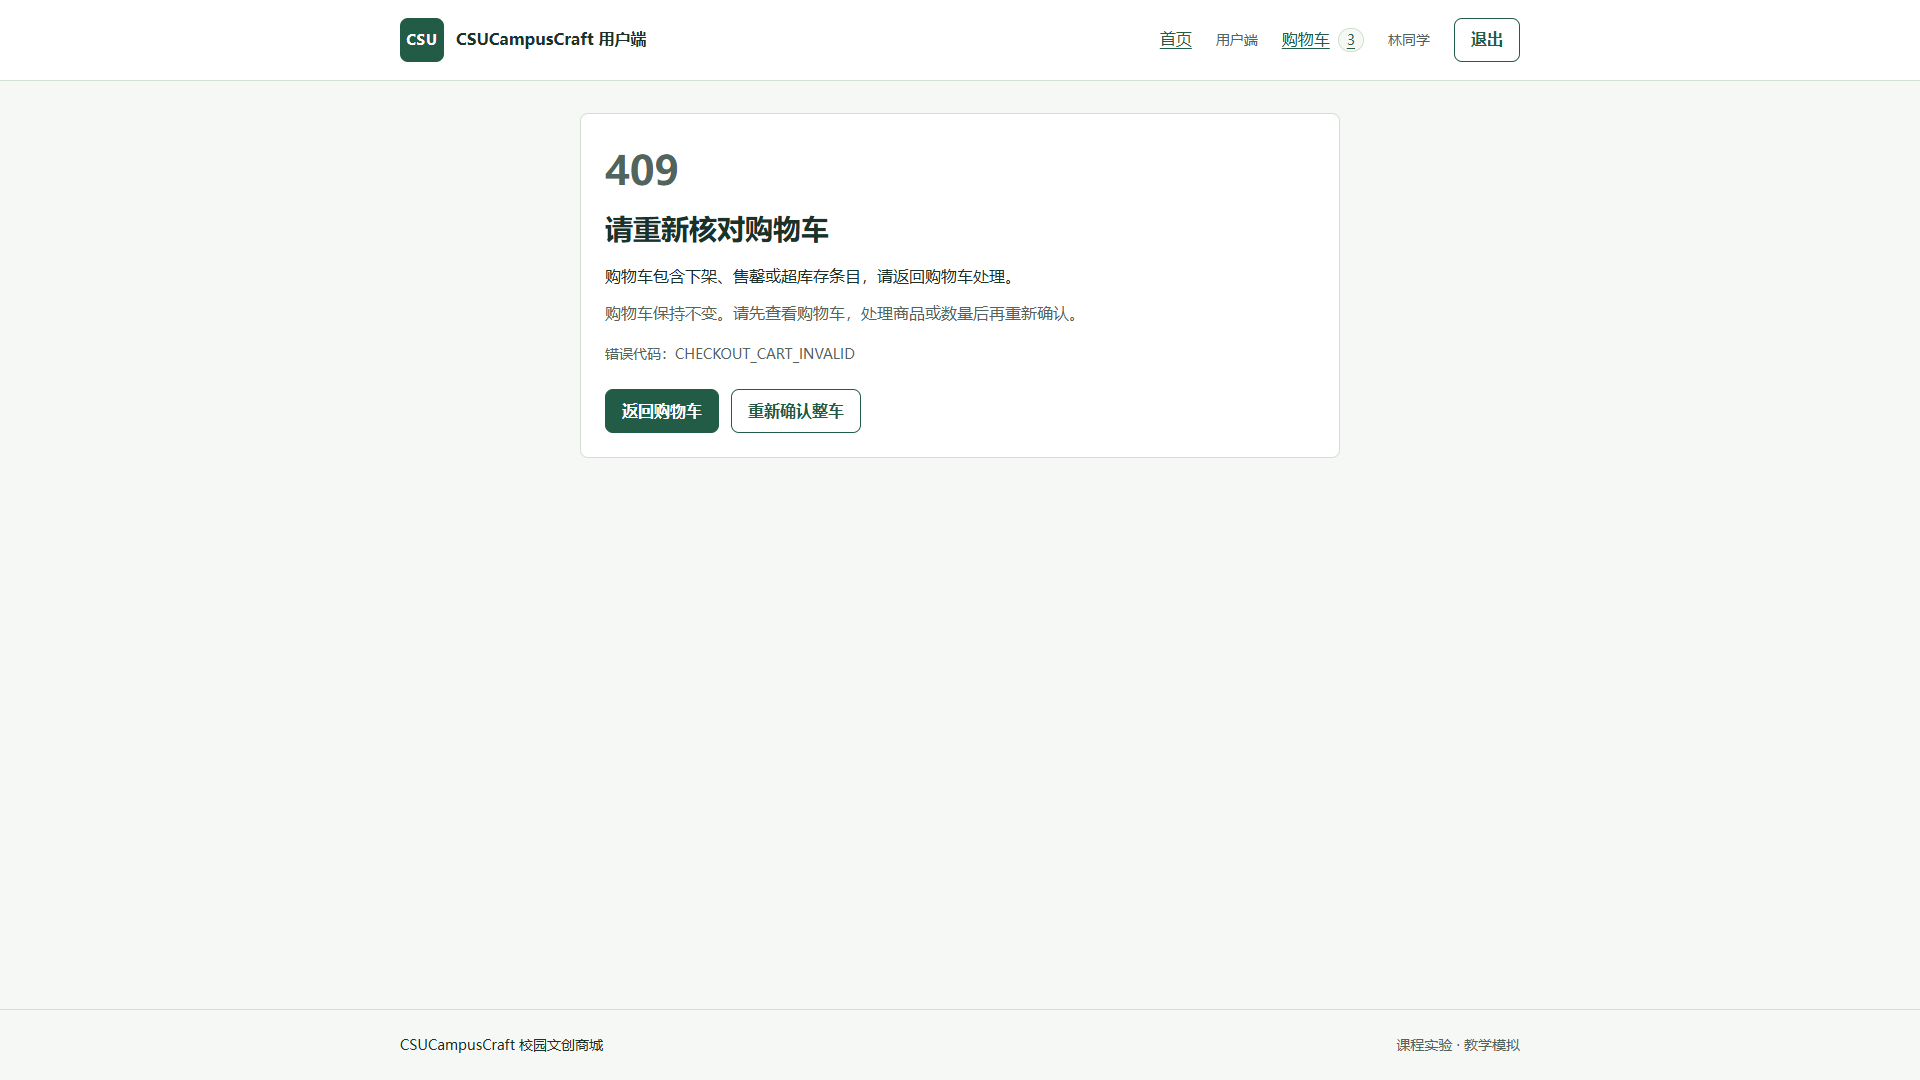 CSU CSUCampusCraft 用户端 首页 用户端 购物车 3 林同学 退出
409
请重新核对购物车
购物车包含下架、售罄或超库存条目，请返回购物车处理。
购物车保持不变。请先查看购物车，处理商品或数量后再重新确认。
错误代码：CHECKOUT_CART_INVALID
返回购物车 重新确认整车
CSUCampusCraft 校园文创商城 课程实验 · 教学模拟